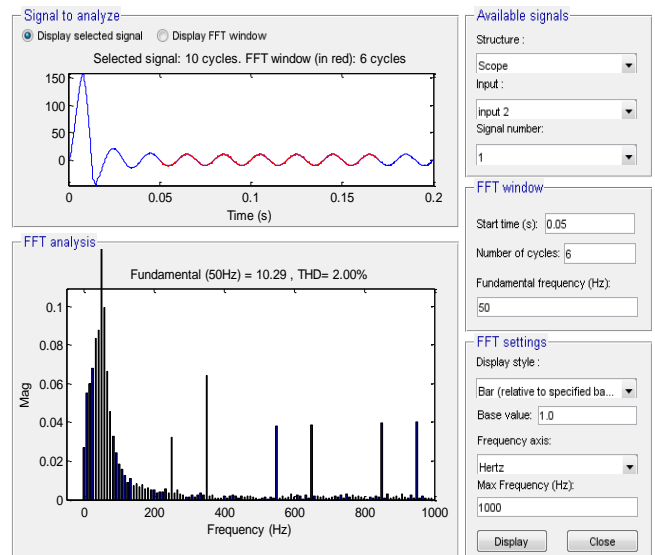 Signal to analyze
Display selected signal
Display FFT window
Selected signal: 10 cycles. FFT window (in red): 6 cycles
150
100
50
0
0
0.05
0.1
0.15
0.2
Time (s)
FFT analysis
Fundamental (50Hz) = 10.29 , THD= 2.00%
0.1
0.08
0.06
0.04
0.02
0
Mag
0
200
400
600
800
1000
Frequency (Hz)
Available signals
Structure :
Scope
Input :
input 2
Signal number:
1
FFT window
Start time (s): 0.05
Number of cycles: 6
Fundamental frequency (Hz):
50
FFT settings
Display style :
Bar (relative to specified ba...
Base value: 1.0
Frequency axis:
Hertz
Max Frequency (Hz):
1000
Display
Close